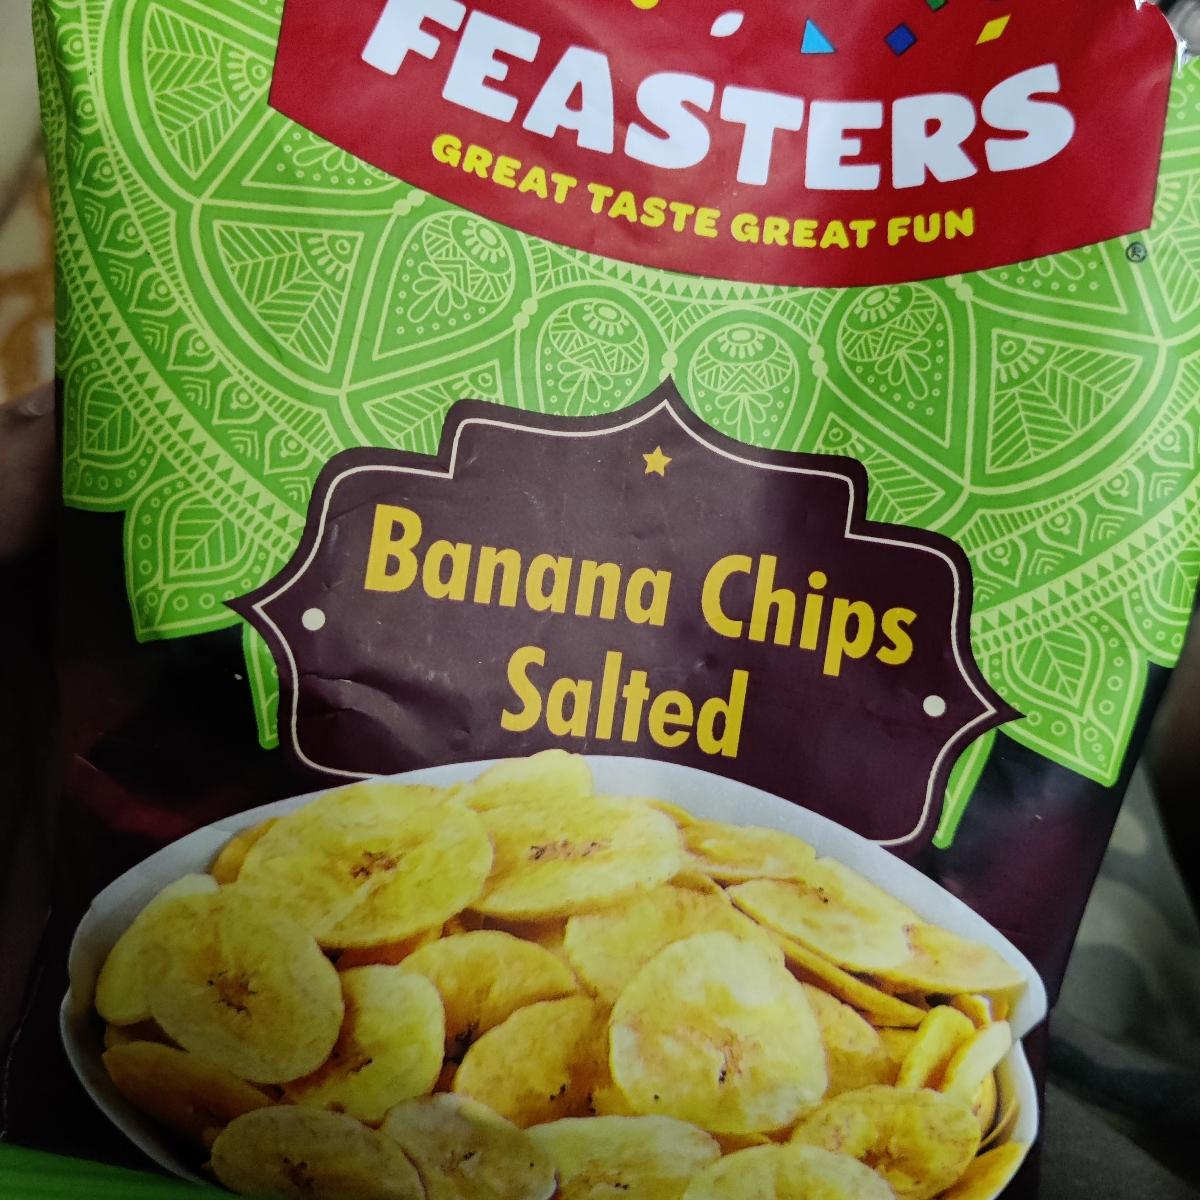 FEASTERS
GREAT TASTE GREAT FUN
®
Banana Chips
Salted